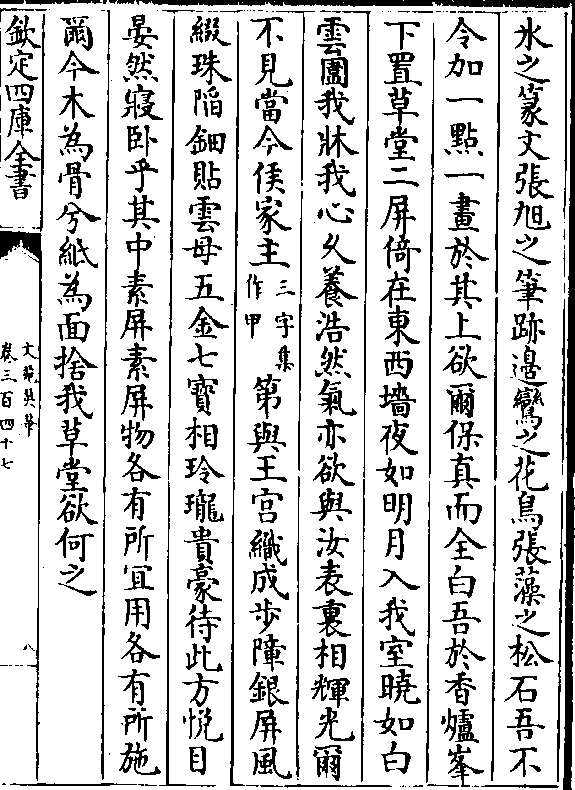 氷之篆文張旭之筆跡邉鸞之花鳥張藻之松石吾不
令加一點一畫於其上欲爾保真而全白吾於香爐峯
下置草堂二屏倚在東西墻夜如明月入我室曉如白
雲圍我牀我心乆養浩然氣亦欲與汝表裏相輝光爾
不見當今侯家主三字集作甲第與王宫織成步障銀屏風
綴珠䧟鈿貼雲母五金七寶相玲瓏貴豪待此方悅目
晏然寢卧乎其中素屏素屏物各有所宜用各有所施
爾今木為骨兮紙為面捨我草堂欲何之
欽定四庫全書
文苑英華
卷三百四十七
八